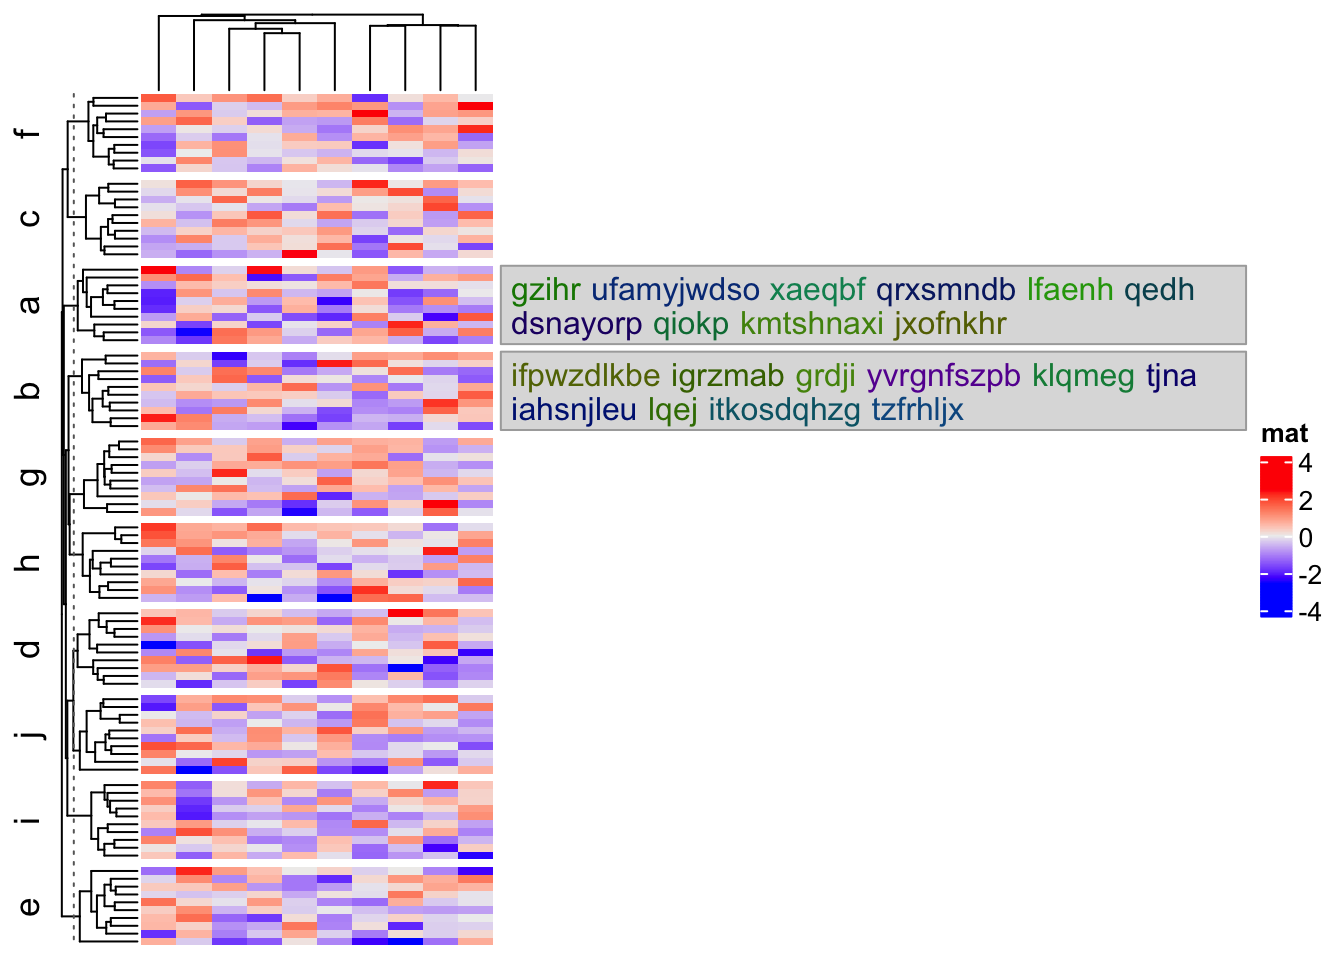 f
c
a
gzihr ufamyjwdso xaeqbf qrxsmndb lfaenh qedh
dsnayorp qiokp kmtshnaxi jxofnkhr
b
ifpwzdlkbe igrzmab grdji yvrgnfszpb klqmeg tjna
iahsnjleu lqej itkosdqhzg tzfrhljx
g
h
d
j
i
e
mat
4
2
0
-2
-4